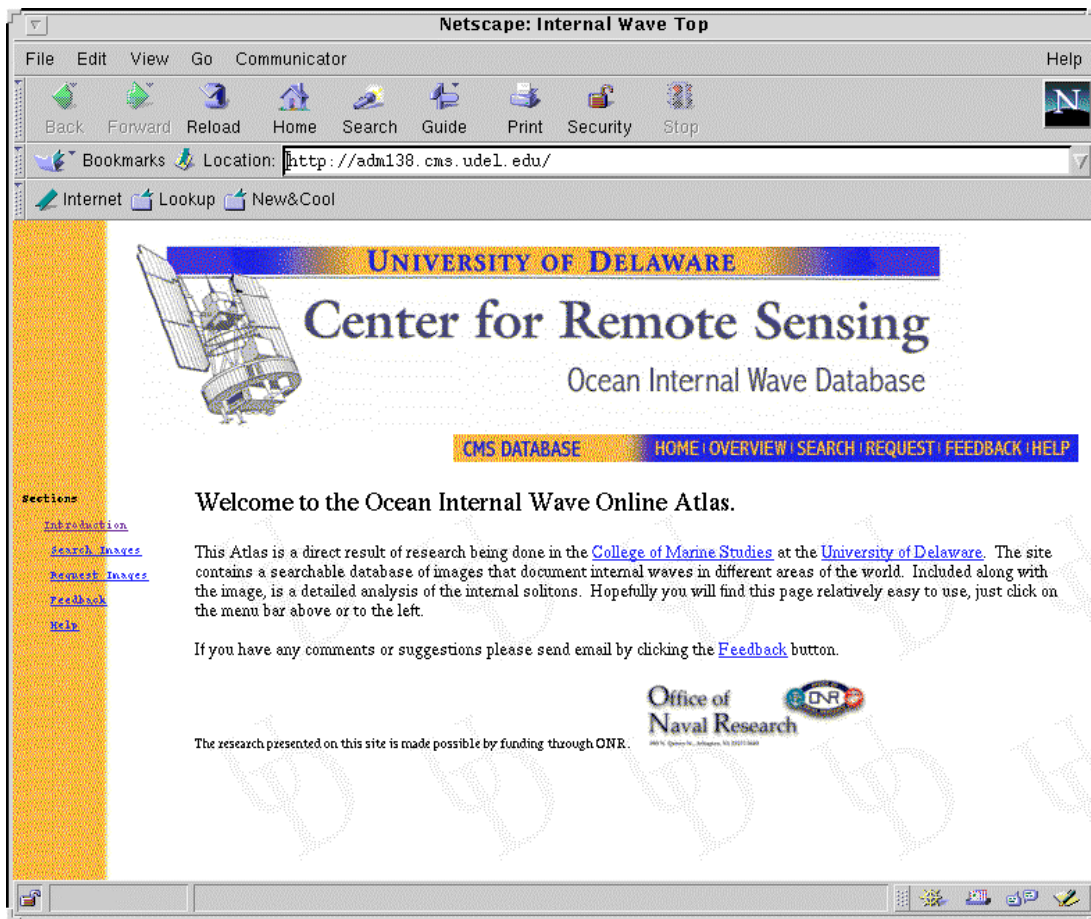 Netscape: Internal Wave Top
File Edit View Go Communicator Help
Back Forward Reload Home Search Guide Print Security Stop
N
Bookmarks Location: http://adm138.cms.udel.edu/
Internet Lookup New&Cool
UNIVERSITY OF DELAWARE
Center for Remote Sensing
Ocean Internal Wave Database
CMS DATABASE HOME | OVERVIEW | SEARCH | REQUEST | FEEDBACK | HELP
Sections
Introduction
Search Images
Request Images
Feedback
Help
Welcome to the Ocean Internal Wave Online Atlas.
This Atlas is a direct result of research being done in the College of Marine Studies at the University of Delaware. The site
contains a searchable database of images that document internal waves in different areas of the world. Included along with
the image, is a detailed analysis of the internal solitons. Hopefully you will find this page relatively easy to use, just click on
the menu bar above or to the left.
If you have any comments or suggestions please send email by clicking the Feedback button.
Office of
Naval Research
ONR
The research presented on this site is made possible by funding through ONR.